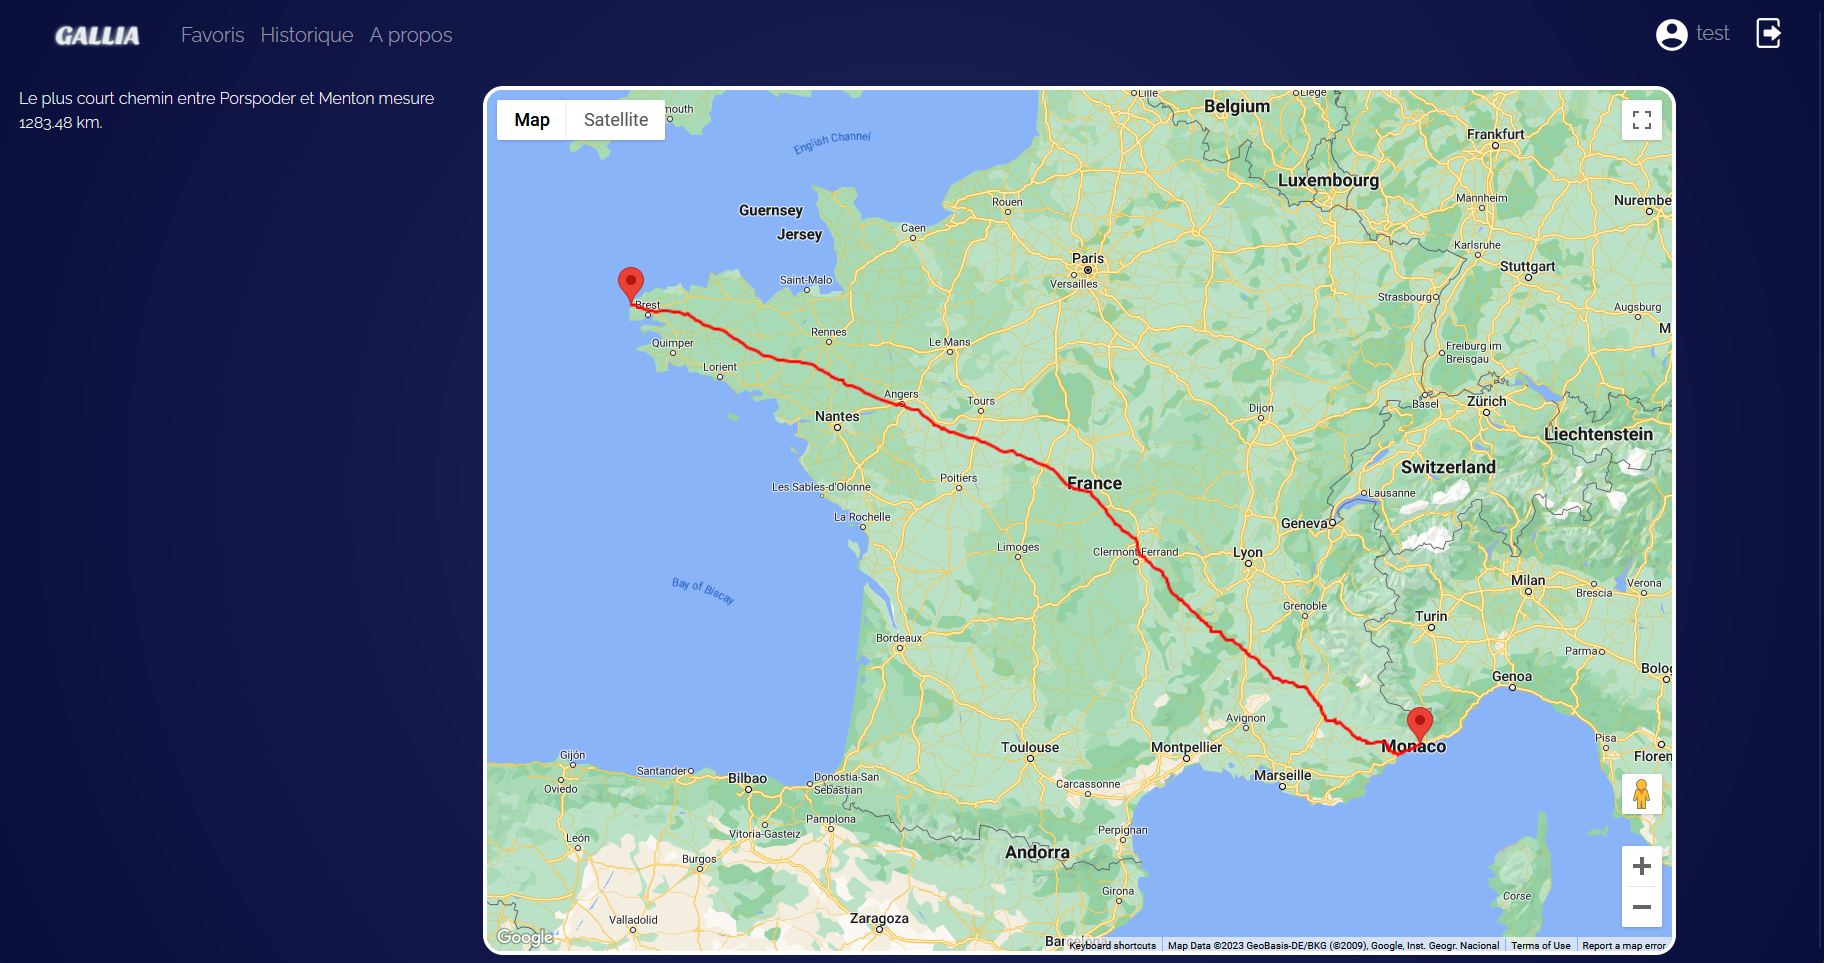 GALLIA
Favoris
Historique
A propos
test
Le plus court chemin entre Porspoder et Menton mesure
1283.48 km.
Map
Satellite
mouth
English Channel
Lille
Belgium
Liège
Frankfurt
Luxembourg
Mannheim
Nurembe
Guernsey
Jersey
Rouen
Caen
Karlsruhe
Paris
Versailles
Stuttgart
Saint-Malo
Strasbourg
Augsburg
M
Brest
Rennes
Quimper
Le Mans
Freiburg im
Breisgau
Lorient
Angers
Tours
Nantes
Dijon
Basel
Zürich
Liechtenstein
Switzerland
Poitiers
France
Les Sables-d'Olonne
Lausanne
La Rochelle
Geneva
Limoges
Clermont-Ferrand
Lyon
Bay of Biscay
Milan
Verona
Brescia
Grenoble
Turin
Bordeaux
Parma
Bolog
Genoa
Avignon
Pisa
Monaco
Toulouse
Montpellier
Floren
Gijón
Santander
Bilbao
Donostia-San
Sebastian
Carcassonne
Marseille
Oviedo
Pamplona
Vitoria-Gasteiz
Perpignan
León
Andorra
Burgos
Girona
Corse
Valladolid
Zaragoza
Google
Barcelona
Keyboard shortcuts
Map Data ©2023 GeoBasis-DE/BKG (©2009), Google, Inst. Geogr. Nacional
Terms of Use
Report a map error